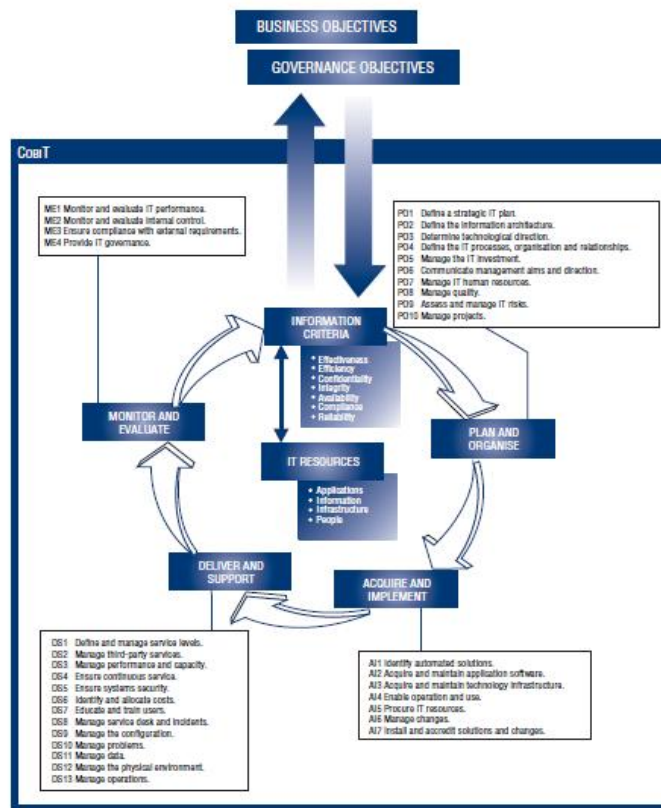 BUSINESS OBJECTIVES
GOVERNANCE OBJECTIVES
COBIT
ME1 Monitor and evaluate IT performance.
ME2 Monitor and evaluate internal control.
ME3 Ensure compliance with external requirements.
ME4 Provide IT governance.
PO1 Define a strategic IT plan.
PO2 Define the information architecture.
PO3 Determine technological direction.
PO4 Define the IT processes, organisation and relationships.
PO5 Manage the IT investment.
PO6 Communicate management aims and direction.
PO7 Manage IT human resources.
PO8 Manage quality.
PO9 Assess and manage IT risks.
PO10 Manage projects.
INFORMATION
CRITERIA
• Effectiveness
• Efficiency
• Confidentiality
• Integrity
• Availability
• Compliance
• Reliability
MONITOR AND
EVALUATE
PLAN AND
ORGANISE
IT RESOURCES
• Applications
• Information
• Infrastructure
• People
DELIVER AND
SUPPORT
ACQUIRE AND
IMPLEMENT
DS1 Define and manage service levels.
DS2 Manage third-party services.
DS3 Manage performance and capacity.
DS4 Ensure continuous service.
DS5 Ensure systems security.
DS6 Identify and allocate costs.
DS7 Educate and train users.
DS8 Manage service desk and incidents.
DS9 Manage the configuration.
DS10 Manage problems.
DS11 Manage data.
DS12 Manage the physical environment.
DS13 Manage operations.
AI1 Identify automated solutions.
AI2 Acquire and maintain application software.
AI3 Acquire and maintain technology infrastructure.
AI4 Enable operation and use.
AI5 Procure IT resources.
AI6 Manage changes.
AI7 Install and accredit solutions and changes.